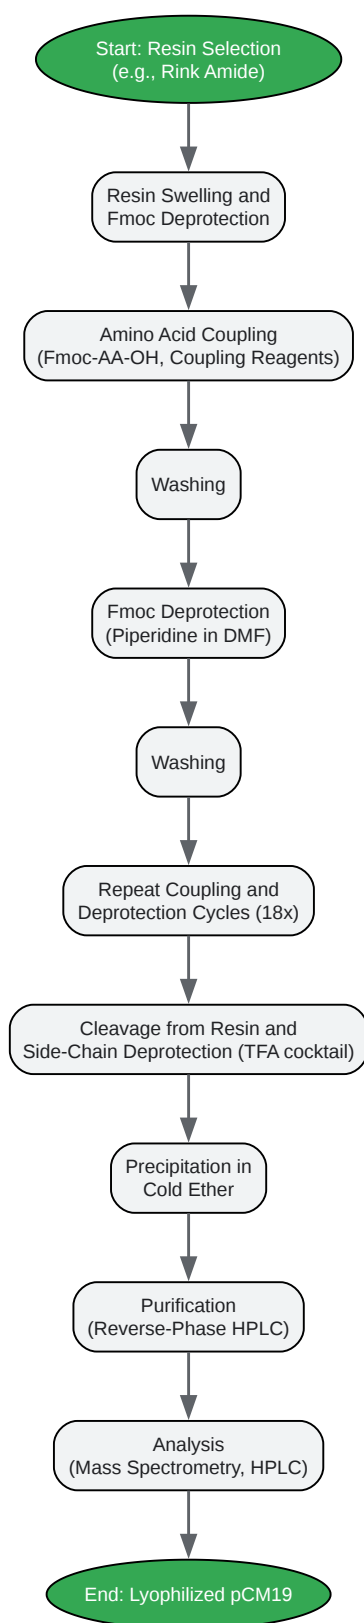 Start: Resin Selection
(e.g., Rink Amide)
Resin Swelling and
Fmoc Deprotection
Amino Acid Coupling
(Fmoc-AA-OH, Coupling Reagents)
Washing
Fmoc Deprotection
(Piperidine in DMF)
Washing
Repeat Coupling and
Deprotection Cycles (18x)
Cleavage from Resin and
Side-Chain Deprotection (TFA cocktail)
Precipitation in
Cold Ether
Purification
(Reverse-Phase HPLC)
Analysis
(Mass Spectrometry, HPLC)
End: Lyophilized pCM19